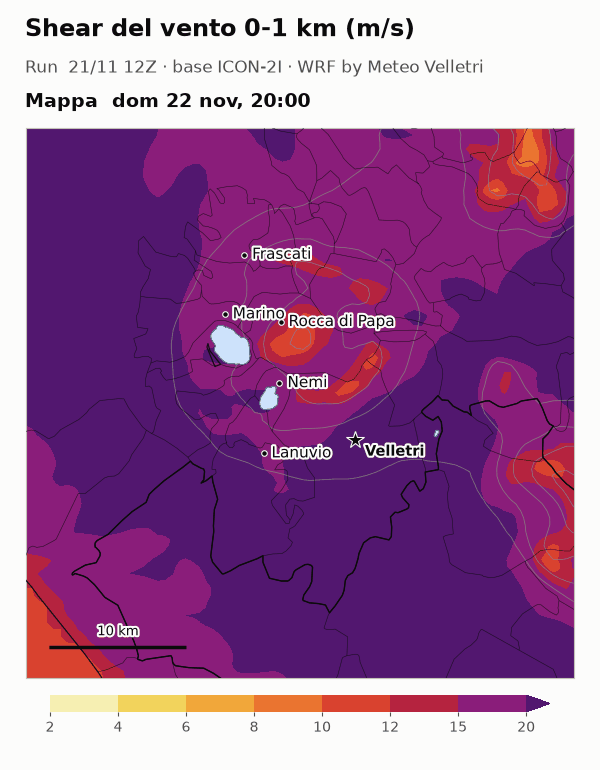 Shear del vento 0-1 km (m/s)
Run  21/11 12Z · base ICON-2I · WRF by Meteo Velletri
Mappa  dom 22 nov, 20:00
Frascati
Marino
Rocca di Papa
Nemi
Velletri
Lanuvio
10 km
2 4 6 8 10 12 15 20